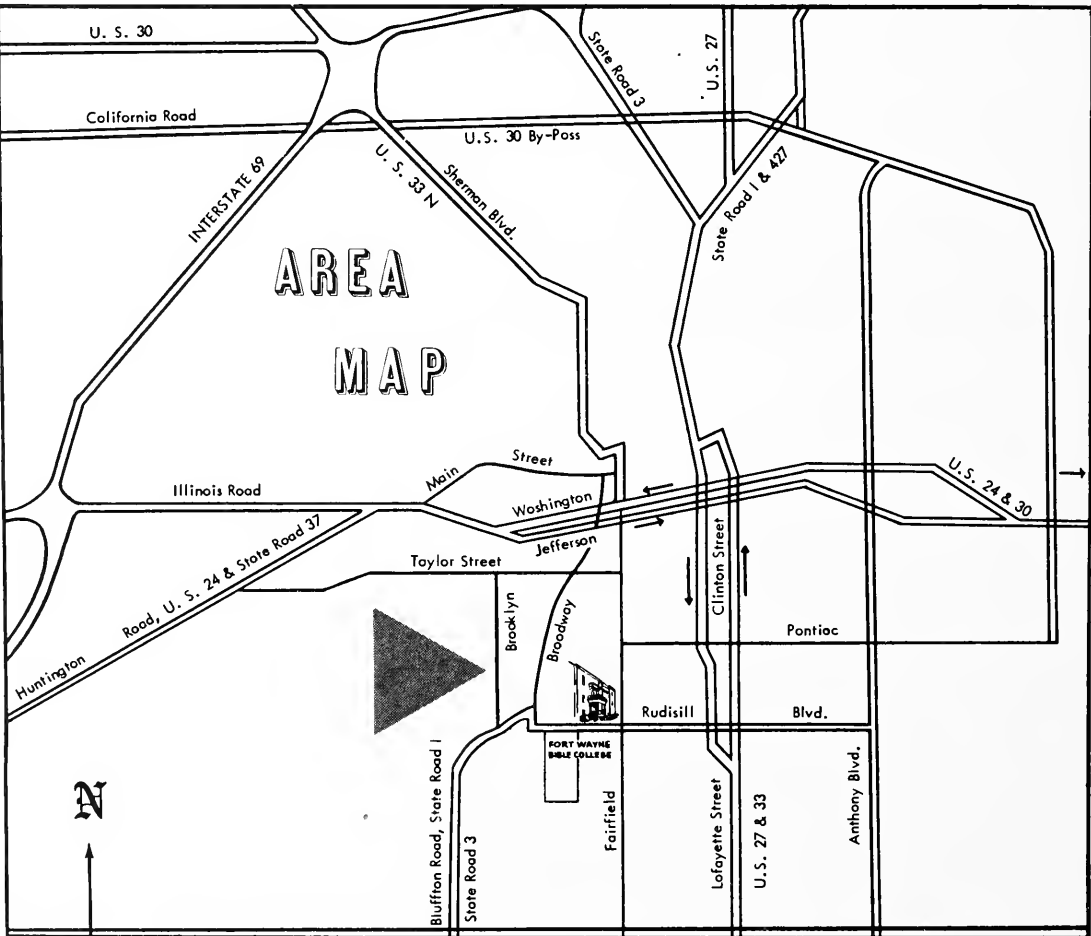 U. S. 30
State Road 3
U.S. 27
California Road
U.S. 30 By-Pass
INTERSTATE 69
U. S. 33 N
Sherman Blvd.
State Road 1 & 427
AREA
MAP
Main Street
Illinois Road
Washington
U.S. 24 & 30
Jefferson
Huntington Road, U.S. 24 & State Road 37
Taylor Street
Clinton Street
Brooklyn
Broadway
Pontiac
Rudisill Blvd.
FORT WAYNE
BIBLE COLLEGE
Bluffton Road, State Road 1
State Road 3
Fairfield
Lafayette Street
U.S. 27 & 33
Anthony Blvd.
N